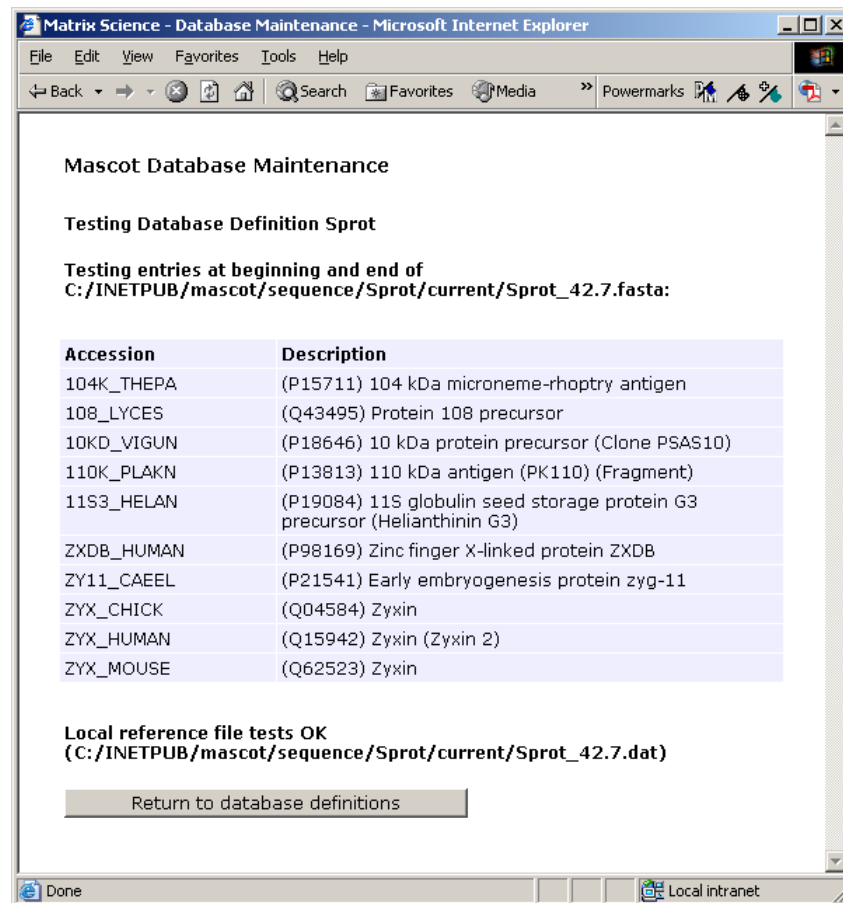 Matrix Science - Database Maintenance - Microsoft Internet Explorer
File Edit View Favorites Tools Help
Back Search Favorites Media » Powermarks
Mascot Database Maintenance
Testing Database Definition Sprot
Testing entries at beginning and end of
C:/INETPUB/mascot/sequence/Sprot/current/Sprot_42.7.fasta:
Accession Description
104K_THEPA (P15711) 104 kDa microneme-rhoptry antigen
108_LYCES (Q43495) Protein 108 precursor
10KD_VIGUN (P18646) 10 kDa protein precursor (Clone PSAS10)
110K_PLAKN (P13813) 110 kDa antigen (PK110) (Fragment)
11S3_HELAN (P19084) 11S globulin seed storage protein G3
precursor (Helianthinin G3)
ZXDB_HUMAN (P98169) Zinc finger X-linked protein ZXDB
ZY11_CAEEL (P21541) Early embryogenesis protein zyg-11
ZYX_CHICK (Q04584) Zyxin
ZYX_HUMAN (Q15942) Zyxin (Zyxin 2)
ZYX_MOUSE (Q62523) Zyxin
Local reference file tests OK
(C:/INETPUB/mascot/sequence/Sprot/current/Sprot_42.7.dat)
Return to database definitions
Done Local intranet